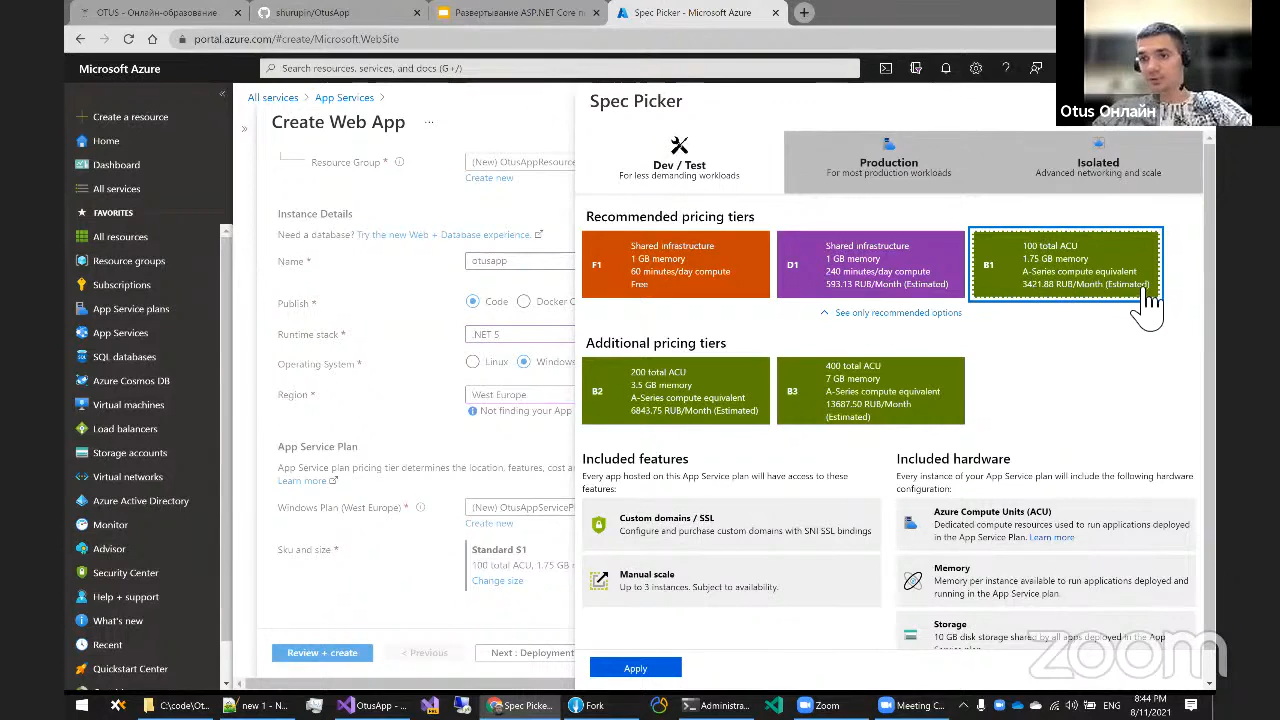 OTUS - Онлайн-образование
shurupin/OtusApp
Развертывание ASP.NET Core п
Spec Picker - Microsoft Azure
portal.azure.com/#create/Microsoft.WebSite
Microsoft Azure
Search resources, services, and docs (G+/)
Otus Онлайн
Create a resource
Home
Dashboard
All services
FAVORITES
All resources
Resource groups
Subscriptions
App Service plans
App Services
SQL databases
Azure Cosmos DB
Virtual machines
Load balancers
Storage accounts
Virtual networks
Azure Active Directory
Monitor
Advisor
Security Center
Help + support
What's new
Recent
Quickstart Center
All services
App Services
Create Web App
...
Resource Group *
(New) OtusAppResource
Create new
Instance Details
Need a database? Try the new Web + Database experience.
Name *
otusapp
Publish *
Code
Docker C
Runtime stack *
.NET 5
Operating System *
Linux
Windows
Region *
West Europe
Not finding your App
App Service Plan
App Service plan pricing tier determines the location, features, cost an
Learn more
Windows Plan (West Europe) *
(New) OtusAppServiceP
Create new
Sku and size *
Standard S1
100 total ACU, 1.75 G
Change size
Review + create
< Previous
Next : Deployment
Spec Picker
Dev / Test
For less demanding workloads
Production
For most production workloads
Isolated
Advanced networking and scale
Recommended pricing tiers
F1
Shared infrastructure
1 GB memory
60 minutes/day compute
Free
D1
Shared infrastructure
1 GB memory
240 minutes/day compute
593.13 RUB/Month (Estimated)
B1
100 total ACU
1.75 GB memory
A-Series compute equivalent
3421.88 RUB/Month (Estimated)
See only recommended options
Additional pricing tiers
B2
200 total ACU
3.5 GB memory
A-Series compute equivalent
6843.75 RUB/Month (Estimated)
B3
400 total ACU
7 GB memory
A-Series compute equivalent
13687.50 RUB/Month
(Estimated)
Included features
Every app hosted on this App Service plan will have access to these
features:
Custom domains / SSL
Configure and purchase custom domains with SNI SSL bindings
Manual scale
Up to 3 instances. Subject to availability.
Included hardware
Every instance of your App Service plan will include the following hardware
configuration:
Azure Compute Units (ACU)
Dedicated compute resources used to run applications deployed
in the App Service Plan. Learn more
Memory
Memory per instance available to run applications deployed and
running in the App Service plan.
Storage
10 GB disk storage shared by all apps deployed in the App
Service plan.
Apply
zoom
C:\code\Ot...
new 1 - N...
OtusApp -...
Spec Picke...
Fork
Administra...
Zoom
Meeting C...
ENG
8:44 PM
8/11/2021